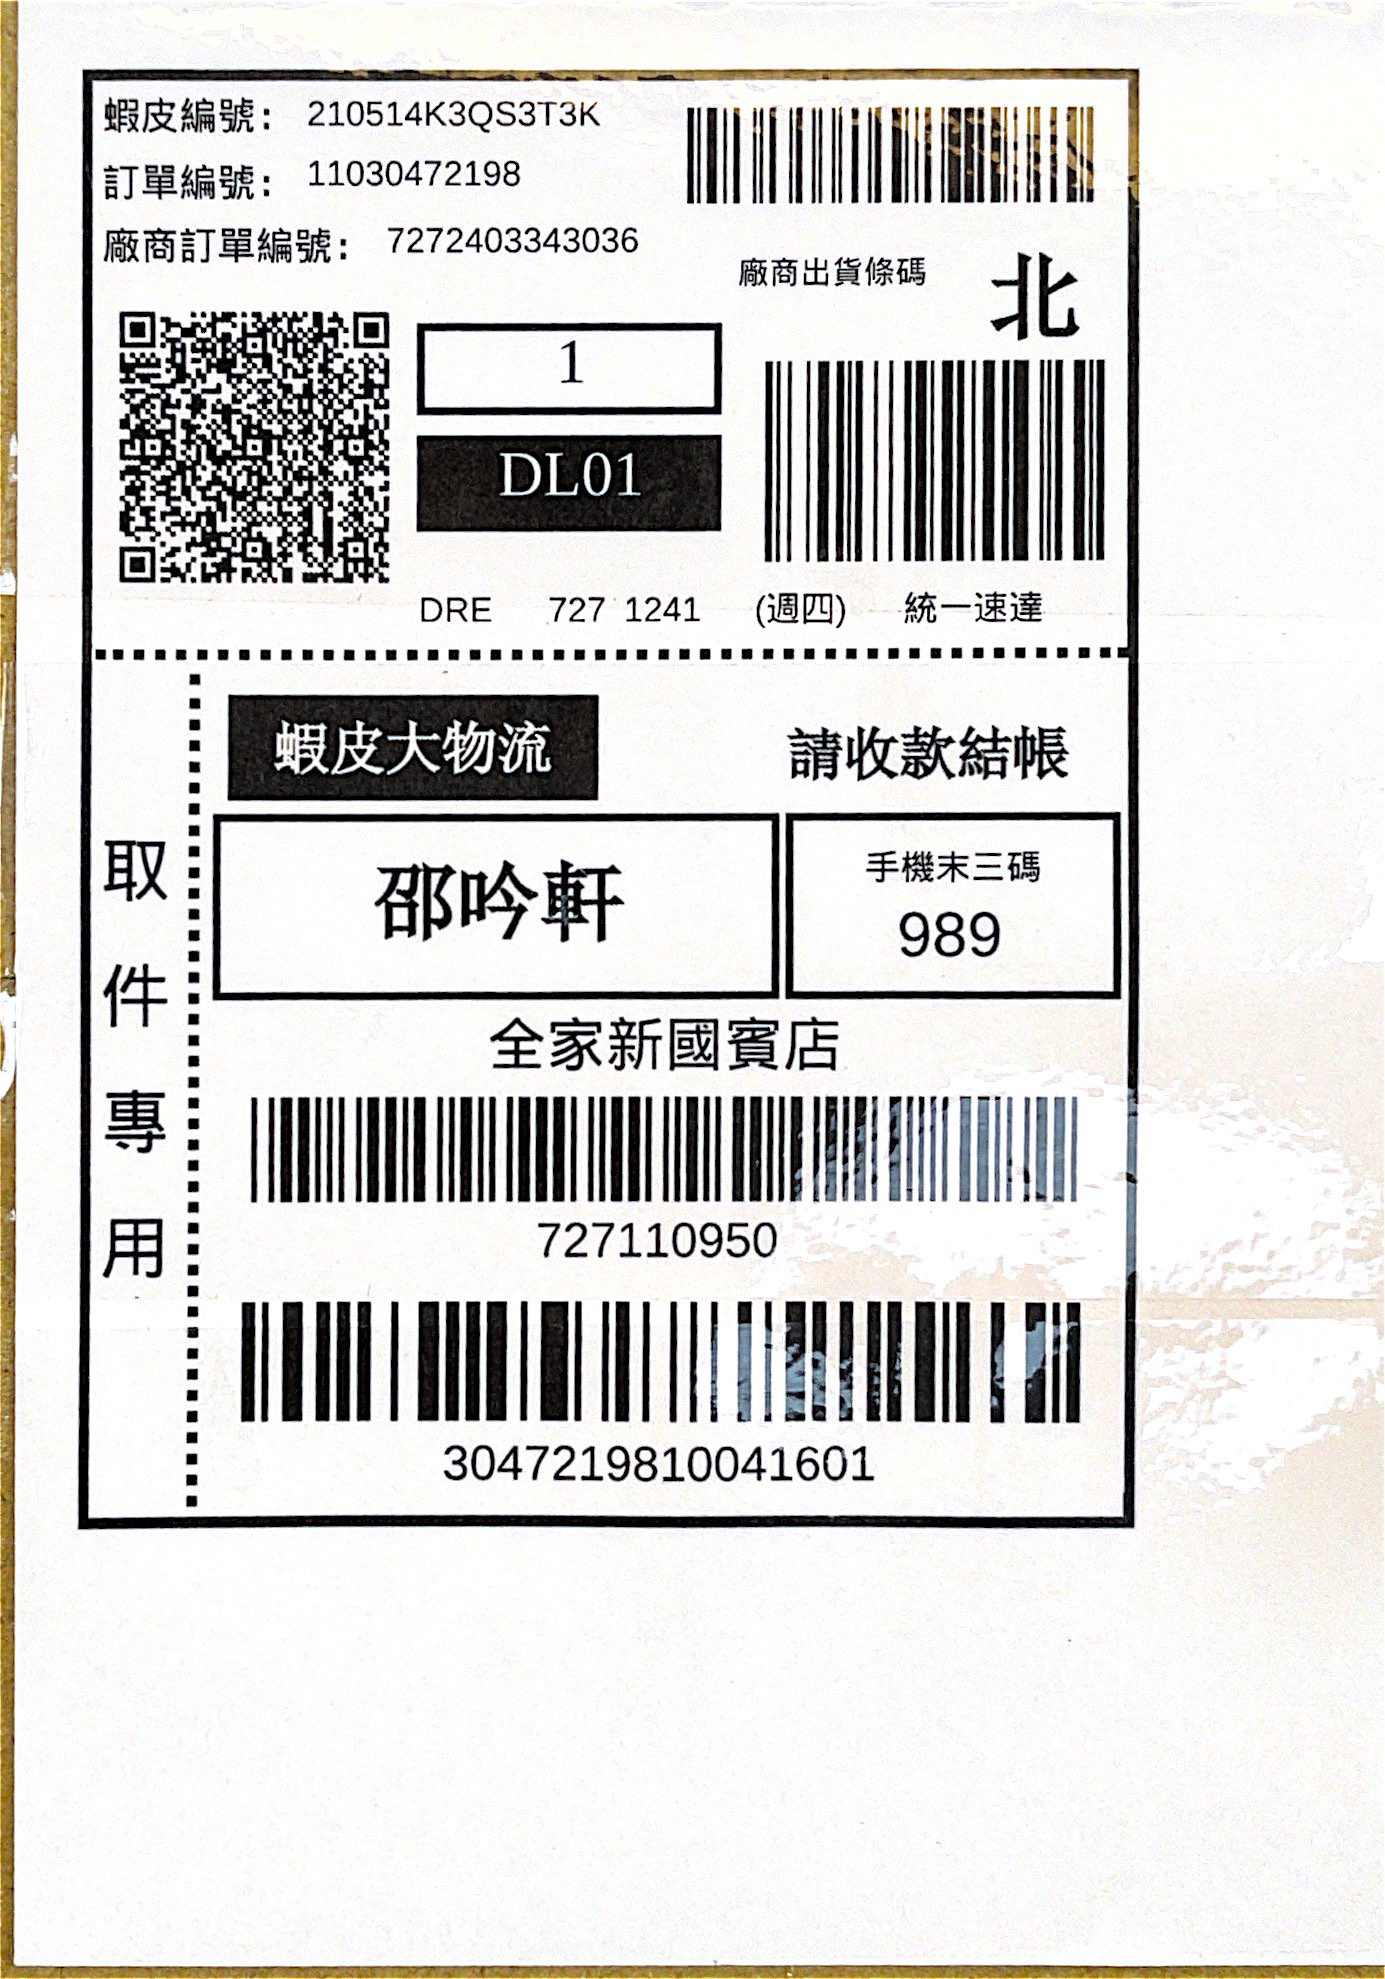 蝦皮編號： 210514K3QS3T3K
訂單編號： 11030472198
廠商訂單編號： 7272403343036
廠商出貨條碼
北
1
DL01
DRE 727 1241 (週四) 統一速達
蝦皮大物流
請收款結帳
取件專用
邵吟軒
手機末三碼
989
全家新國賓店
727110950
3047219810041601